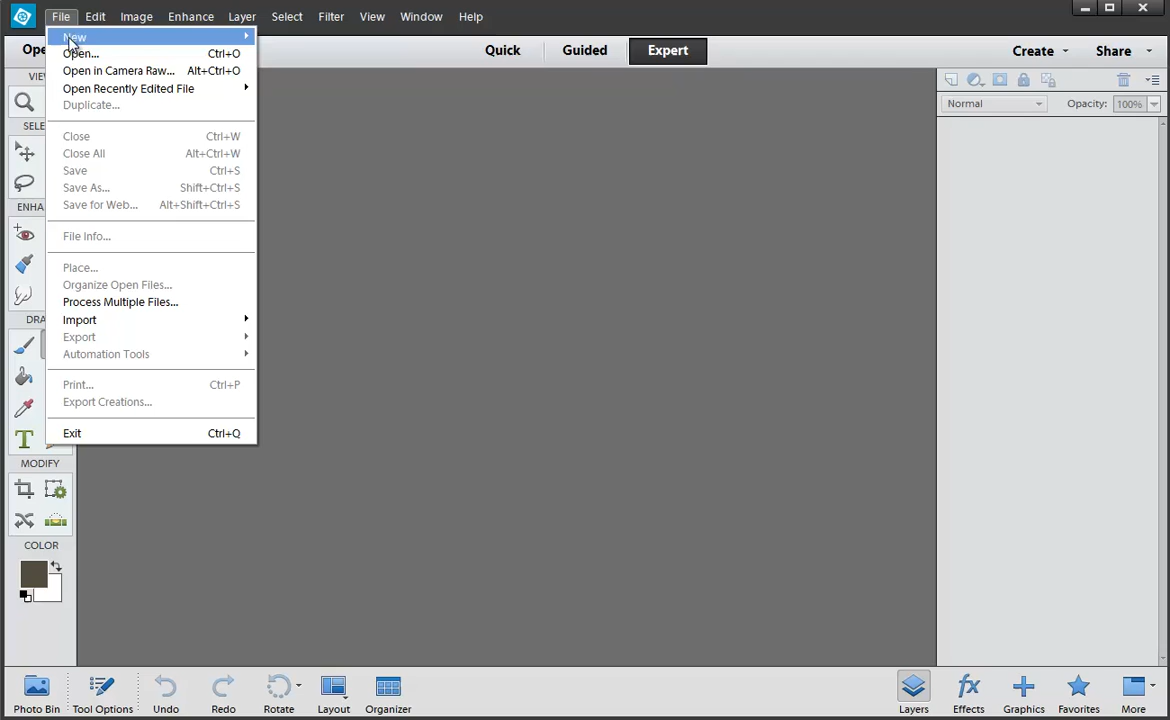 File Edit Image Enhance Layer Select Filter View Window Help
Quick Guided Expert Create Share
New
Open... Ctrl+O
Open in Camera Raw... Alt+Ctrl+O
Open Recently Edited File
Duplicate...
Close Ctrl+W
Close All Alt+Ctrl+W
Save Ctrl+S
Save As... Shift+Ctrl+S
Save for Web... Alt+Shift+Ctrl+S
File Info...
Place...
Organize Open Files...
Process Multiple Files...
Import
Export
Automation Tools
Print... Ctrl+P
Export Creations...
Exit Ctrl+Q
MODIFY
COLOR
Normal Opacity: 100%
Photo Bin Tool Options Undo Redo Rotate Layout Organizer Layers Effects Graphics Favorites More